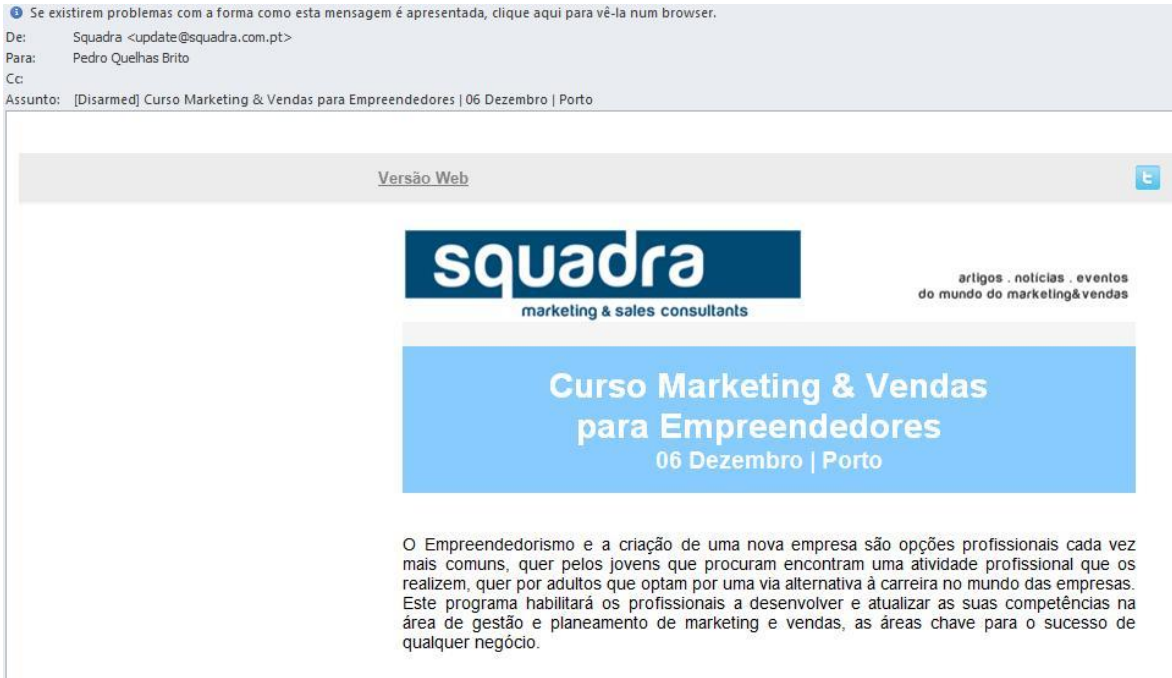 Se existirem problemas com a forma como esta mensagem é apresentada, clique aqui para vê-la num browser.
De: Squadra <update@squadra.com.pt>
Para: Pedro Quelhas Brito
Cc:
Assunto: [Disarmed] Curso Marketing & Vendas para Empreendedores | 06 Dezembro | Porto
Versão Web
squadra
marketing & sales consultants
artigos . notícias . eventos
do mundo do marketing&vendas
Curso Marketing & Vendas
para Empreendedores
06 Dezembro | Porto
O Empreendedorismo e a criação de uma nova empresa são opções profissionais cada vez
mais comuns, quer pelos jovens que procuram encontram uma atividade profissional que os
realizem, quer por adultos que optam por uma via alternativa à carreira no mundo das empresas.
Este programa habilitará os profissionais a desenvolver e atualizar as suas competências na
área de gestão e planeamento de marketing e vendas, as áreas chave para o sucesso de
qualquer negócio.